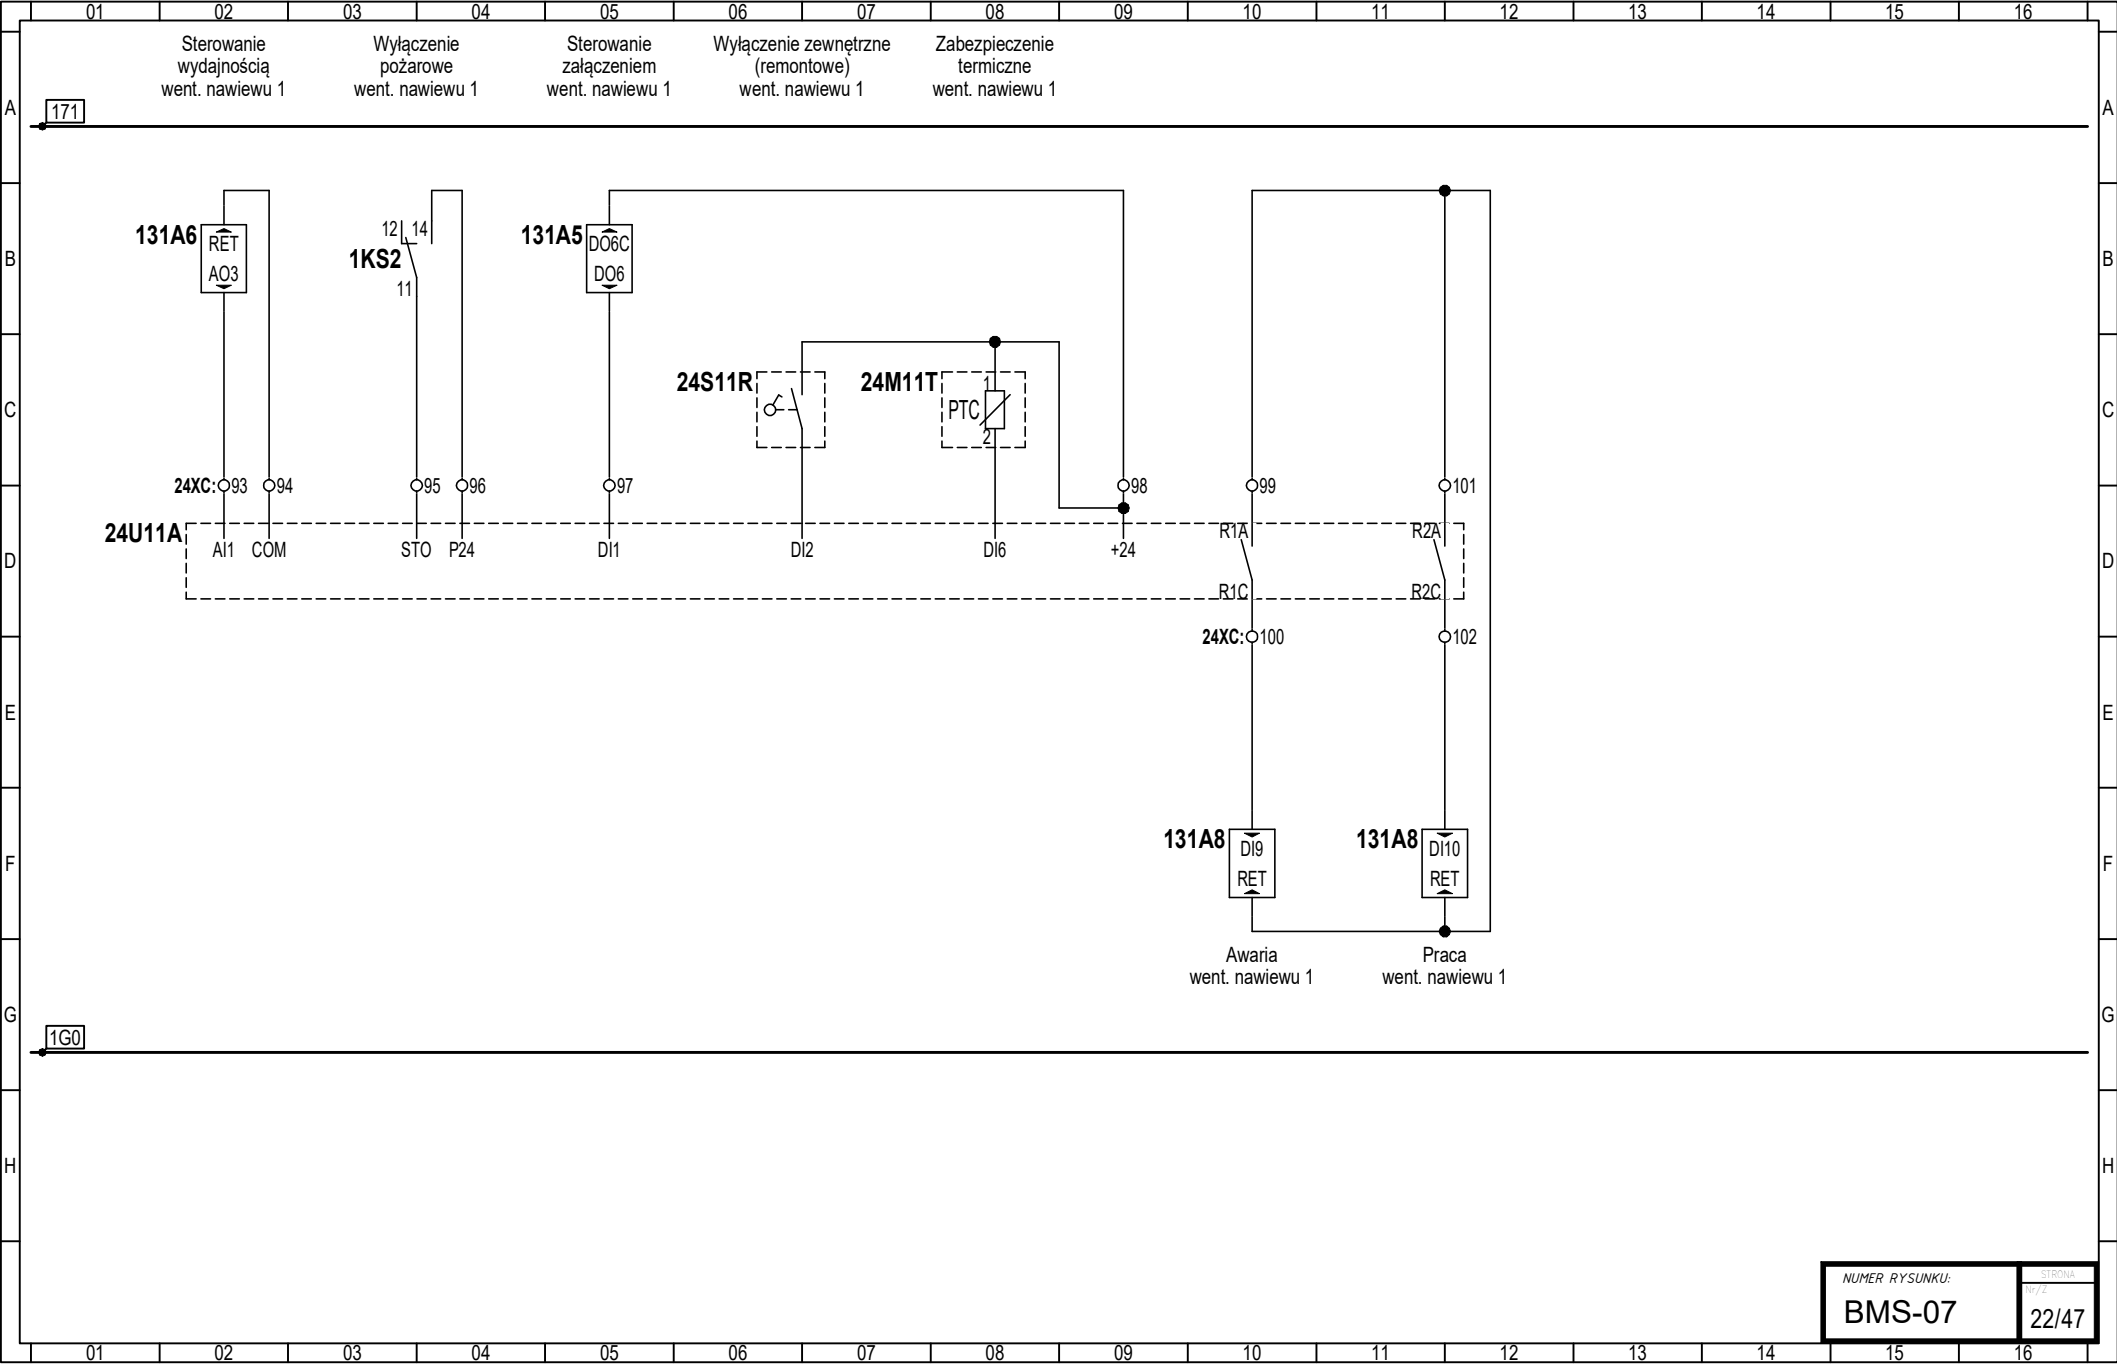 01 02 03 04 05 06 07 08 09 10 11 12 13 14 15 16
Sterowanie
wydajnością
went. nawiewu 1
Wyłączenie
pożarowe
went. nawiewu 1
Sterowanie
załączeniem
went. nawiewu 1
Wyłączenie zewnętrzne
(remontowe)
went. nawiewu 1
Zabezpieczenie
termiczne
went. nawiewu 1
A A
171
131A6
RET
AO3
12 14
1KS2
11
131A5
DO6C
DO6
B B
24S11R
24M11T
1
PTC
2
C C
24XC: 93 94 95 96 97 98 99 101
24U11A
R1A R2A
AI1 COM STO P24 DI1 DI2 DI6 +24
D D
R1C R2C
24XC: 100 102
E E
131A8
DI9
RET
131A8
DI10
RET
F F
Awaria
went. nawiewu 1
Praca
went. nawiewu 1
G G
1G0
H H
NUMER RYSUNKU:
BMS-07
STRONA
Nr/Z
22/47
01 02 03 04 05 06 07 08 09 10 11 12 13 14 15 16